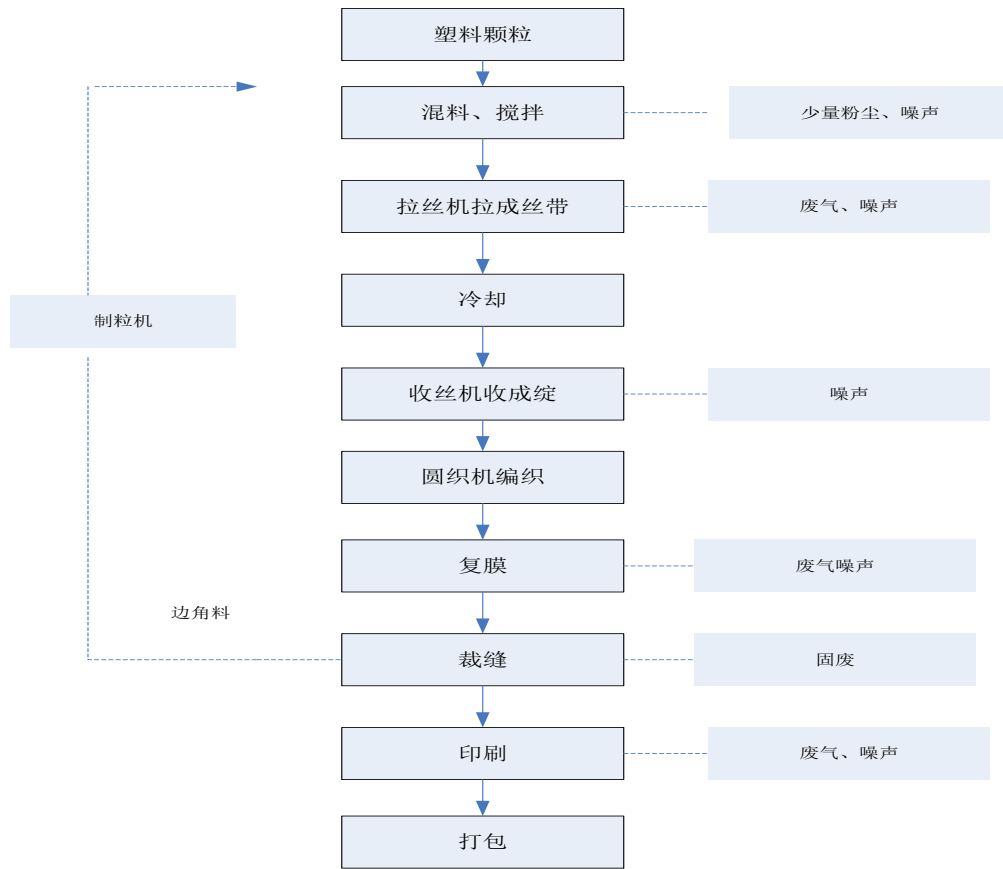 塑料颗粒
混料、搅拌
少量粉尘、噪声
拉丝机拉成丝带
废气、噪声
冷却
制粒机
收丝机收成绽
噪声
圆织机编织
复膜
废气噪声
边角料
裁缝
固废
印刷
废气、噪声
打包